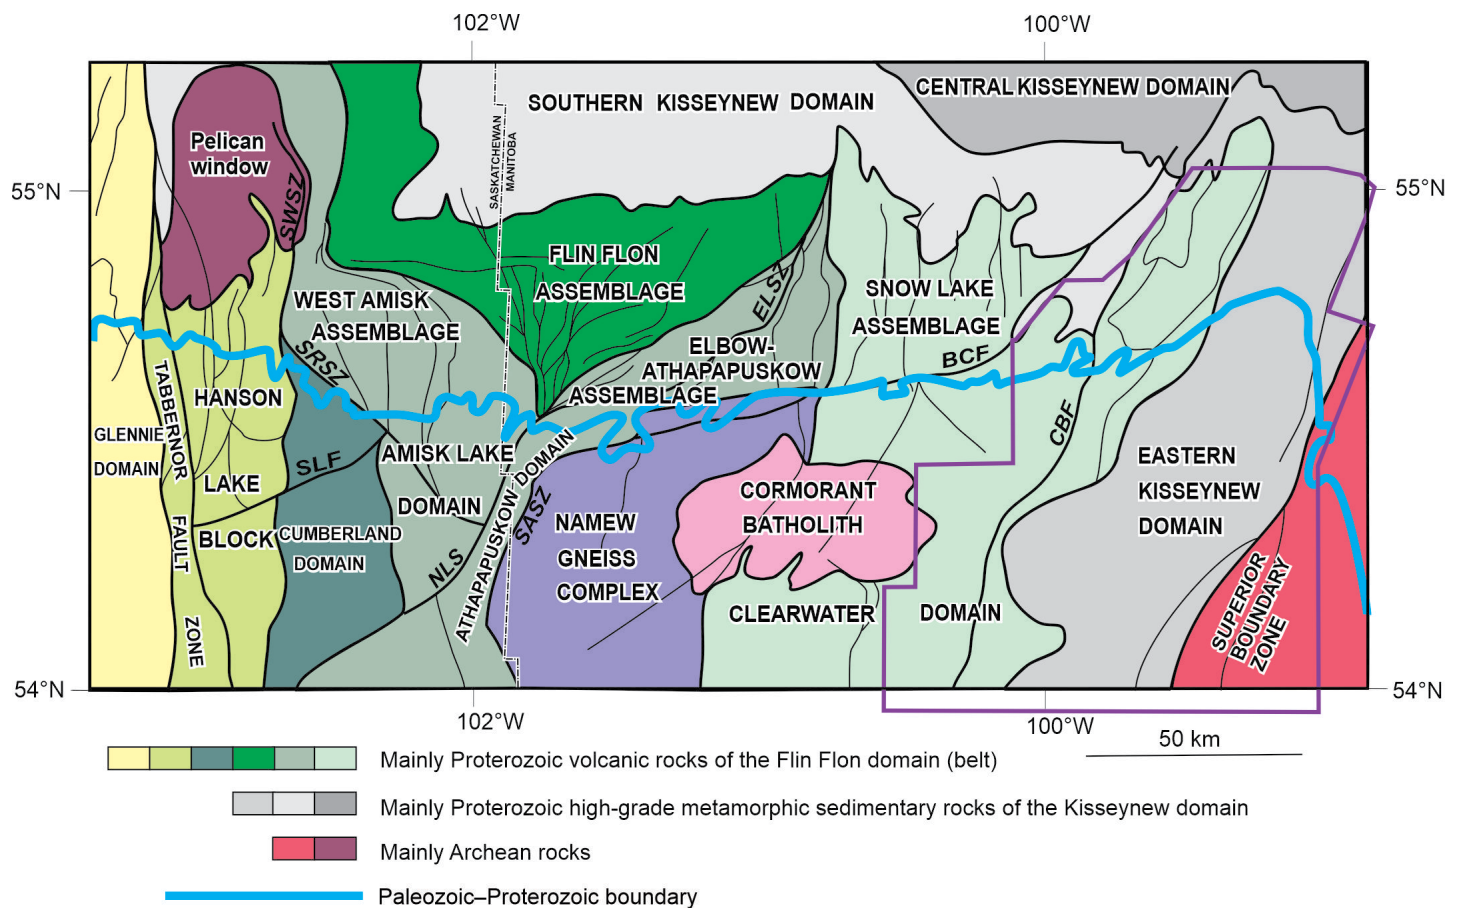 102°W
100°W
CENTRAL KISSEYNEW DOMAIN
SOUTHERN KISSEYNEW DOMAIN
SASKATCHEWAN
MANITOBA
Pelican
window
55°N
55°N
SWSZ
FLIN FLON
ASSEMBLAGE
ELSZ
WEST AMISK
ASSEMBLAGE
SNOW LAKE
ASSEMBLAGE
BCF
ELBOW-
ATHAPAPUSKOW
ASSEMBLAGE
SRSZ
TABBERNOR
FAULT
ZONE
HANSON
LAKE
BLOCK
GLENNIE
DOMAIN
SLF
AMISK LAKE
DOMAIN
CUMBERLAND
DOMAIN
NLS
ATHAPAPUSKOW DOMAIN
SASZ
NAMEW
GNEISS
COMPLEX
CORMORANT
BATHOLITH
CBF
EASTERN
KISSEYNEW
DOMAIN
CLEARWATER
DOMAIN
SUPERIOR
BOUNDARY
ZONE
54°N
54°N
102°W
100°W
50 km
Mainly Proterozoic volcanic rocks of the Flin Flon domain (belt)
Mainly Proterozoic high-grade metamorphic sedimentary rocks of the Kisseynew domain
Mainly Archean rocks
Paleozoic–Proterozoic boundary